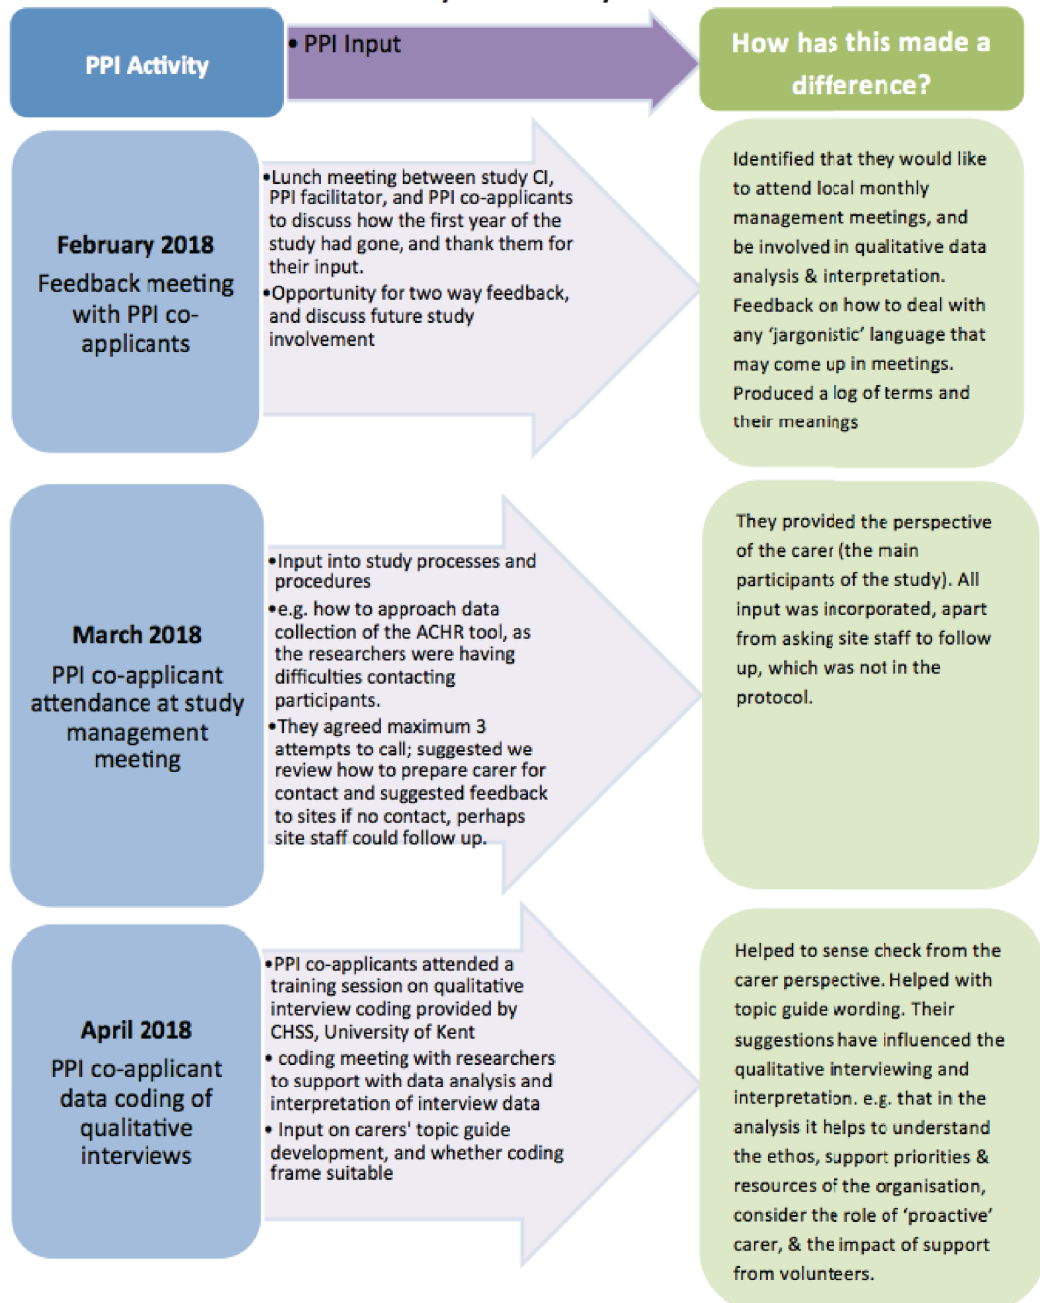 PPI Activity
• PPI Input
How has this made a
difference?
February 2018
Feedback meeting
with PPI co-
applicants
•Lunch meeting between study CI,
PPI facilitator, and PPI co-applicants
to discuss how the first year of the
study had gone, and thank them for
their input.
•Opportunity for two way feedback,
and discuss future study
involvement
Identified that they would like
to attend local monthly
management meetings, and
be involved in qualitative data
analysis & interpretation.
Feedback on how to deal with
any ‘jargonistic’ language that
may come up in meetings.
Produced a log of terms and
their meanings
March 2018
PPI co-applicant
attendance at study
management
meeting
•Input into study processes and
procedures
•e.g. how to approach data
collection of the ACHR tool, as
the researchers were having
difficulties contacting
participants.
•They agreed maximum 3
attempts to call; suggested we
review how to prepare carer for
contact and suggested feedback
to sites if no contact, perhaps
site staff could follow up.
They provided the perspective
of the carer (the main
participants of the study). All
input was incorporated, apart
from asking site staff to follow
up, which was not in the
protocol.
April 2018
PPI co-applicant
data coding of
qualitative
interviews
•PPI co-applicants attended a
training session on qualitative
interview coding provided by
CHSS, University of Kent
• coding meeting with researchers
to support with data analysis and
interpretation of interview data
• Input on carers' topic guide
development, and whether coding
frame suitable
Helped to sense check from the
carer perspective. Helped with
topic guide wording. Their
suggestions have influenced the
qualitative interviewing and
interpretation. e.g. that in the
analysis it helps to understand
the ethos, support priorities &
resources of the organisation,
consider the role of ‘proactive’
carer, & the impact of support
from volunteers.